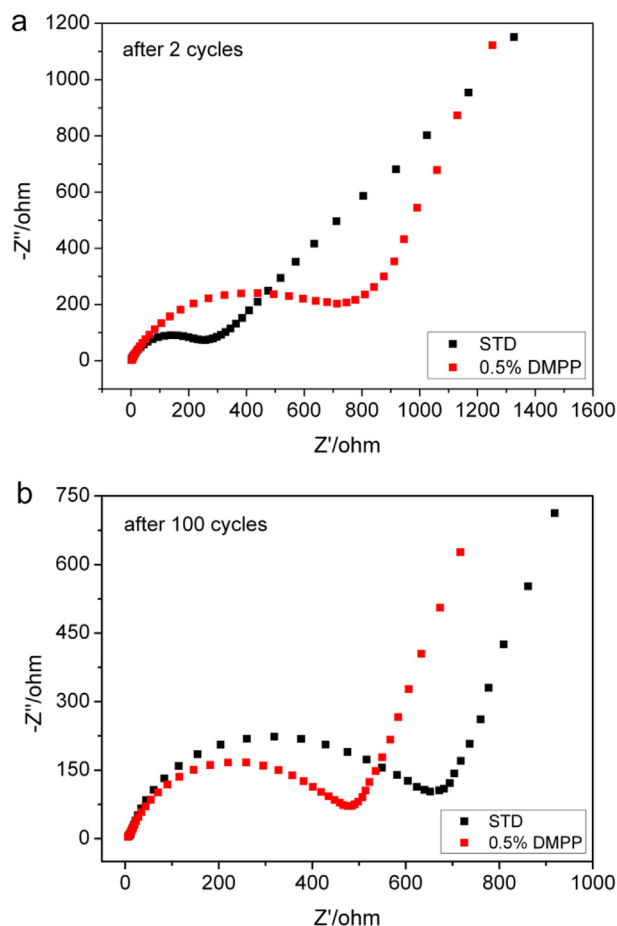 a
after 2 cycles
-Z"/ohm
1200
1000
800
600
400
200
0
STD
0.5% DMPP
0 200 400 600 800 1000 1200 1400 1600
Z'/ohm
b
after 100 cycles
-Z"/ohm
750
600
450
300
150
0
STD
0.5% DMPP
0 200 400 600 800 1000
Z'/ohm